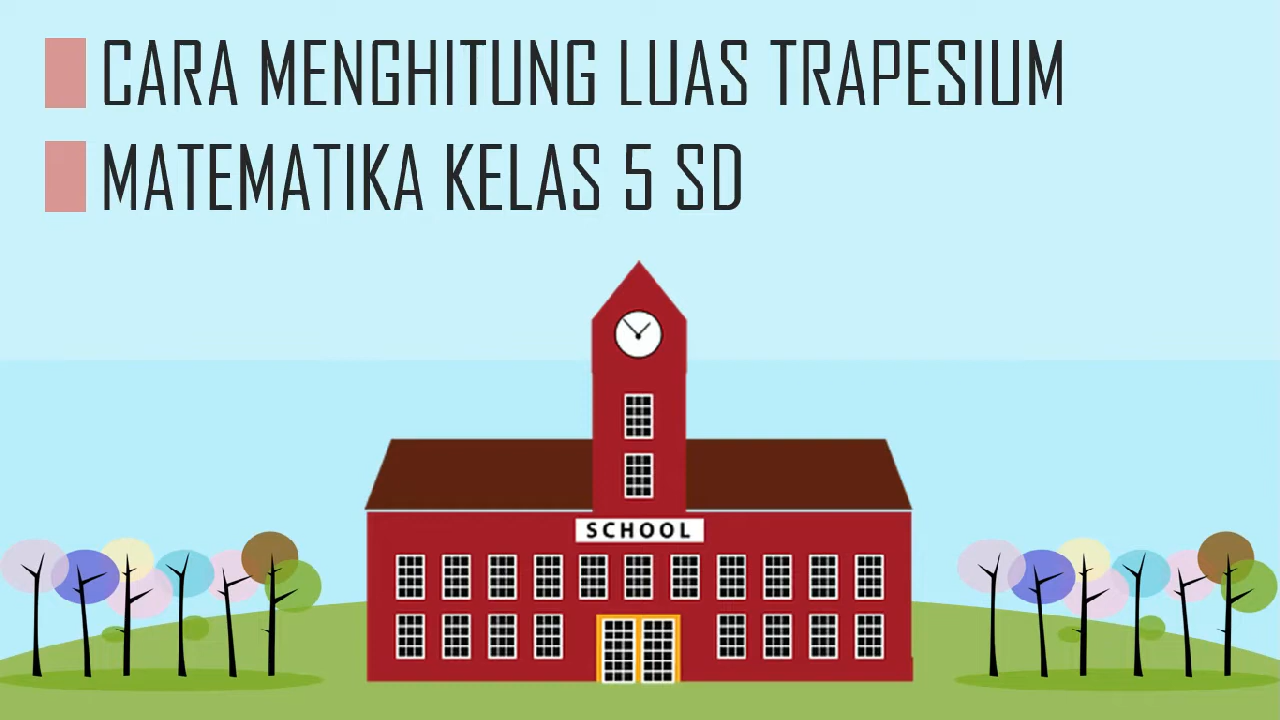 CARA MENGHITUNG LUAS TRAPESIUM
MATEMATIKA KELAS 5 SD
SCHOOL